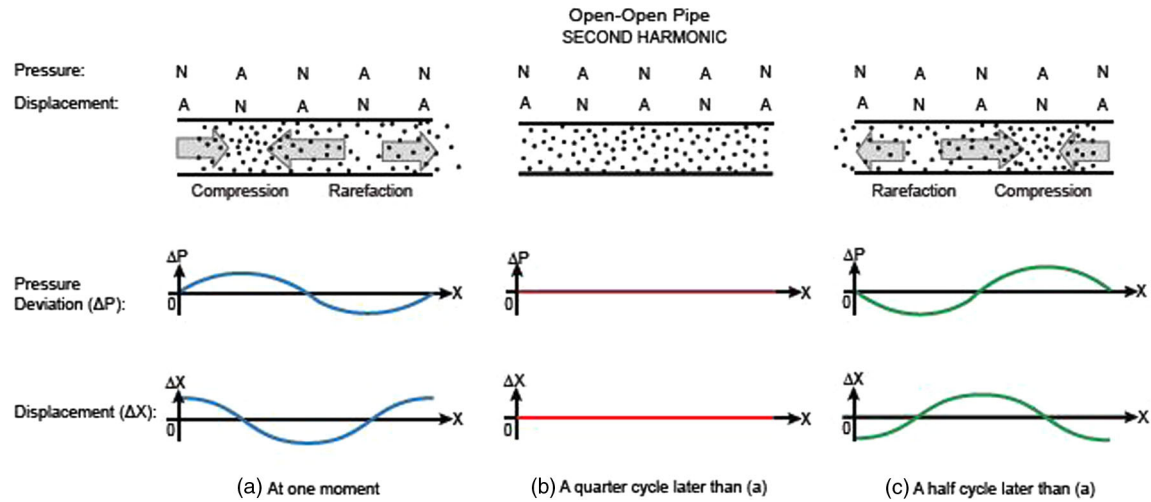 Open-Open Pipe
SECOND HARMONIC
Pressure: N A N A N N A N A N N A N A N
Displacement: A N A N A A N A N A A N A N A
Compression Rarefaction Rarefaction Compression
ΔP ΔP ΔP
Pressure
Deviation (ΔP): 0 X 0 X 0 X
ΔX ΔX ΔX
Displacement (ΔX): 0 X 0 X 0 X
(a) At one moment (b) A quarter cycle later than (a) (c) A half cycle later than (a)